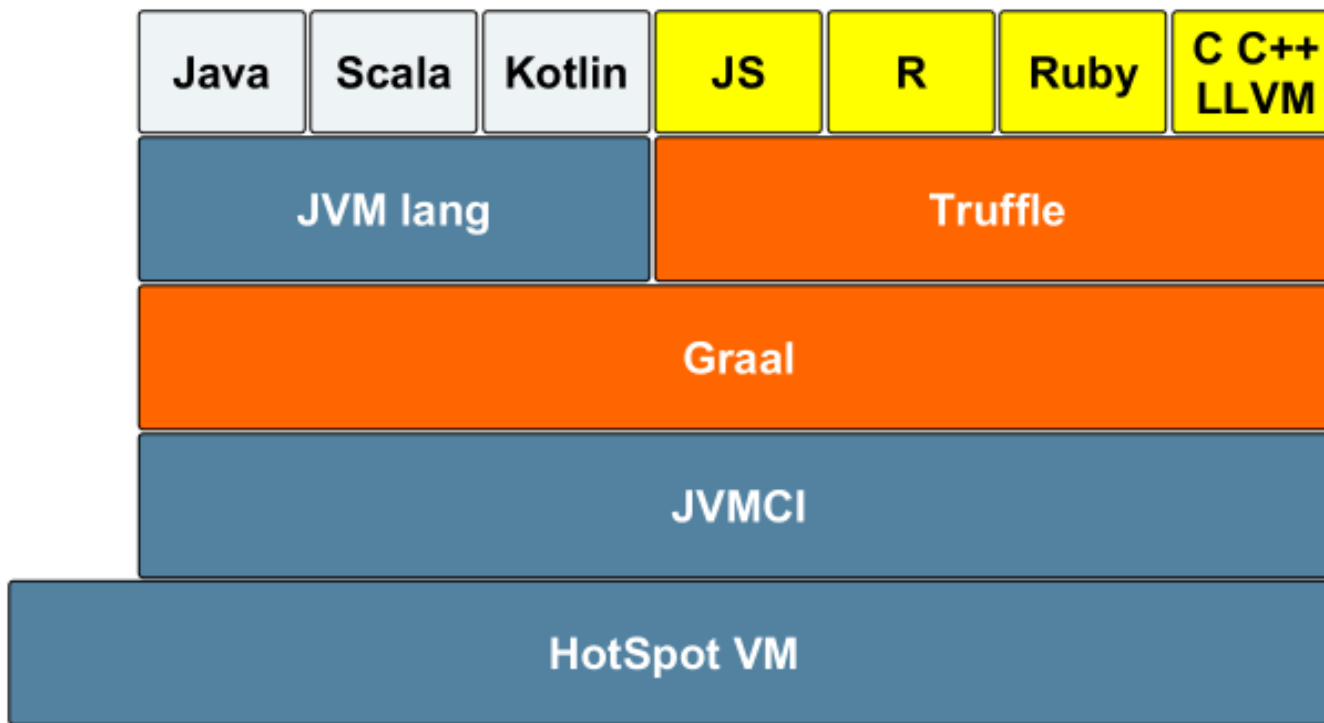 Java
Scala
Kotlin
JS
R
Ruby
C C++
LLVM
JVM lang
Truffle
Graal
JVMCI
HotSpot VM